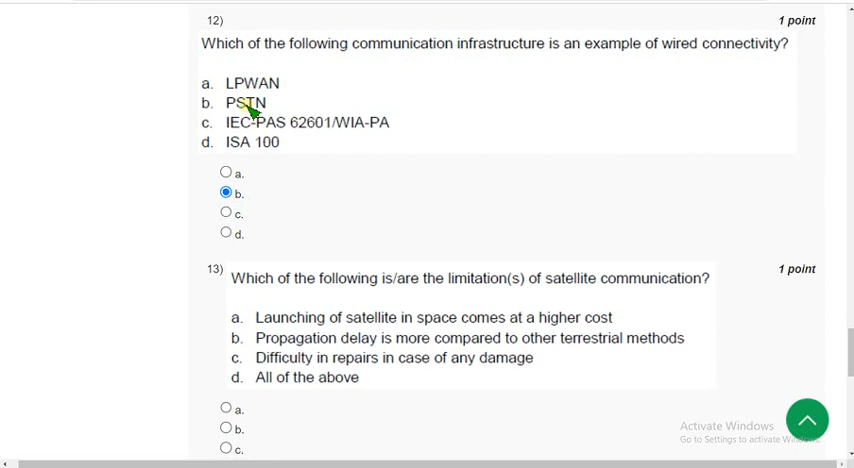 12)
1 point
Which of the following communication infrastructure is an example of wired connectivity?
a. LPWAN
b. PSTN
c. IEC-PAS 62601/WIA-PA
d. ISA 100
a.
b.
c.
d.
13)
1 point
Which of the following is/are the limitation(s) of satellite communication?
a. Launching of satellite in space comes at a higher cost
b. Propagation delay is more compared to other terrestrial methods
c. Difficulty in repairs in case of any damage
d. All of the above
a.
b.
c.
Activate Windows
Go to Settings to activate Windows.